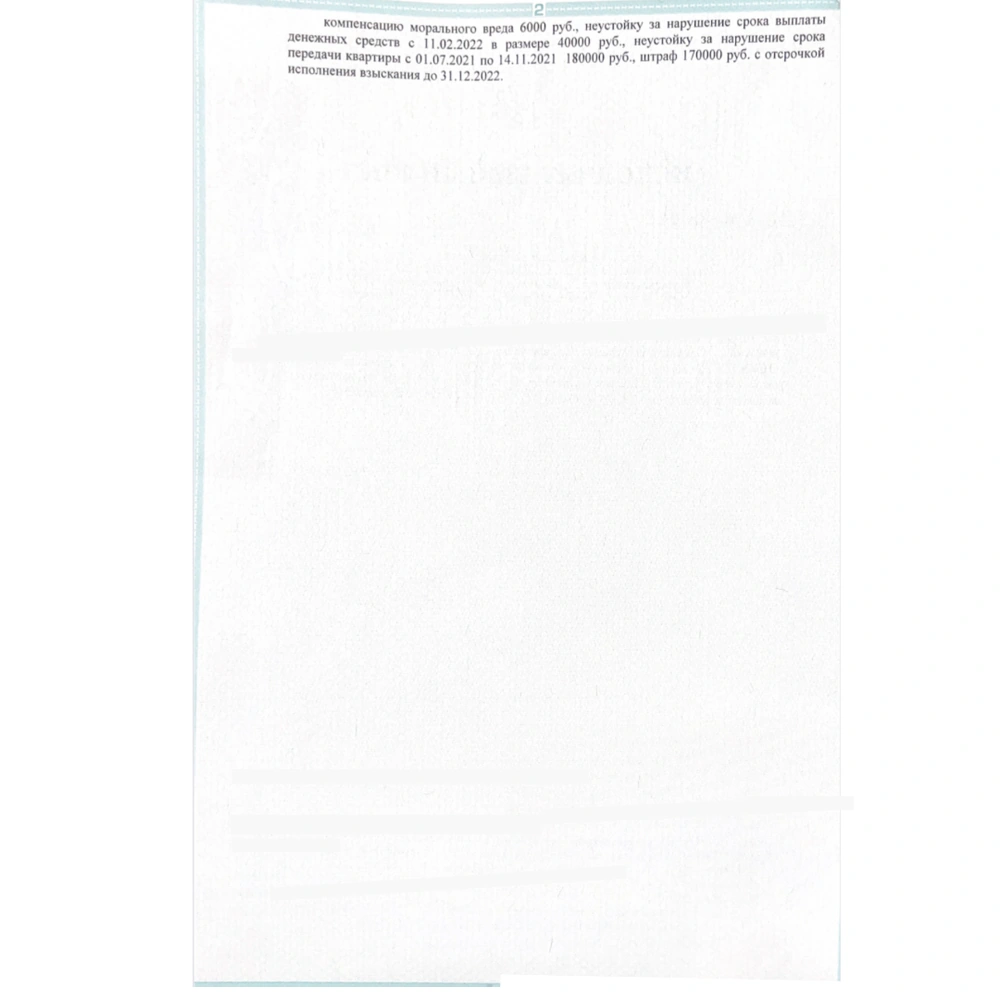 2
компенсацию морального вреда 6000 руб., неустойку за нарушение срока выплаты
денежных средств с 11.02.2022 в размере 40000 руб., неустойку за нарушение срока
передачи квартиры с 01.07.2021 по 14.11.2021 180000 руб., штраф 170000 руб. с отсрочкой
исполнения взыскания до 31.12.2022.